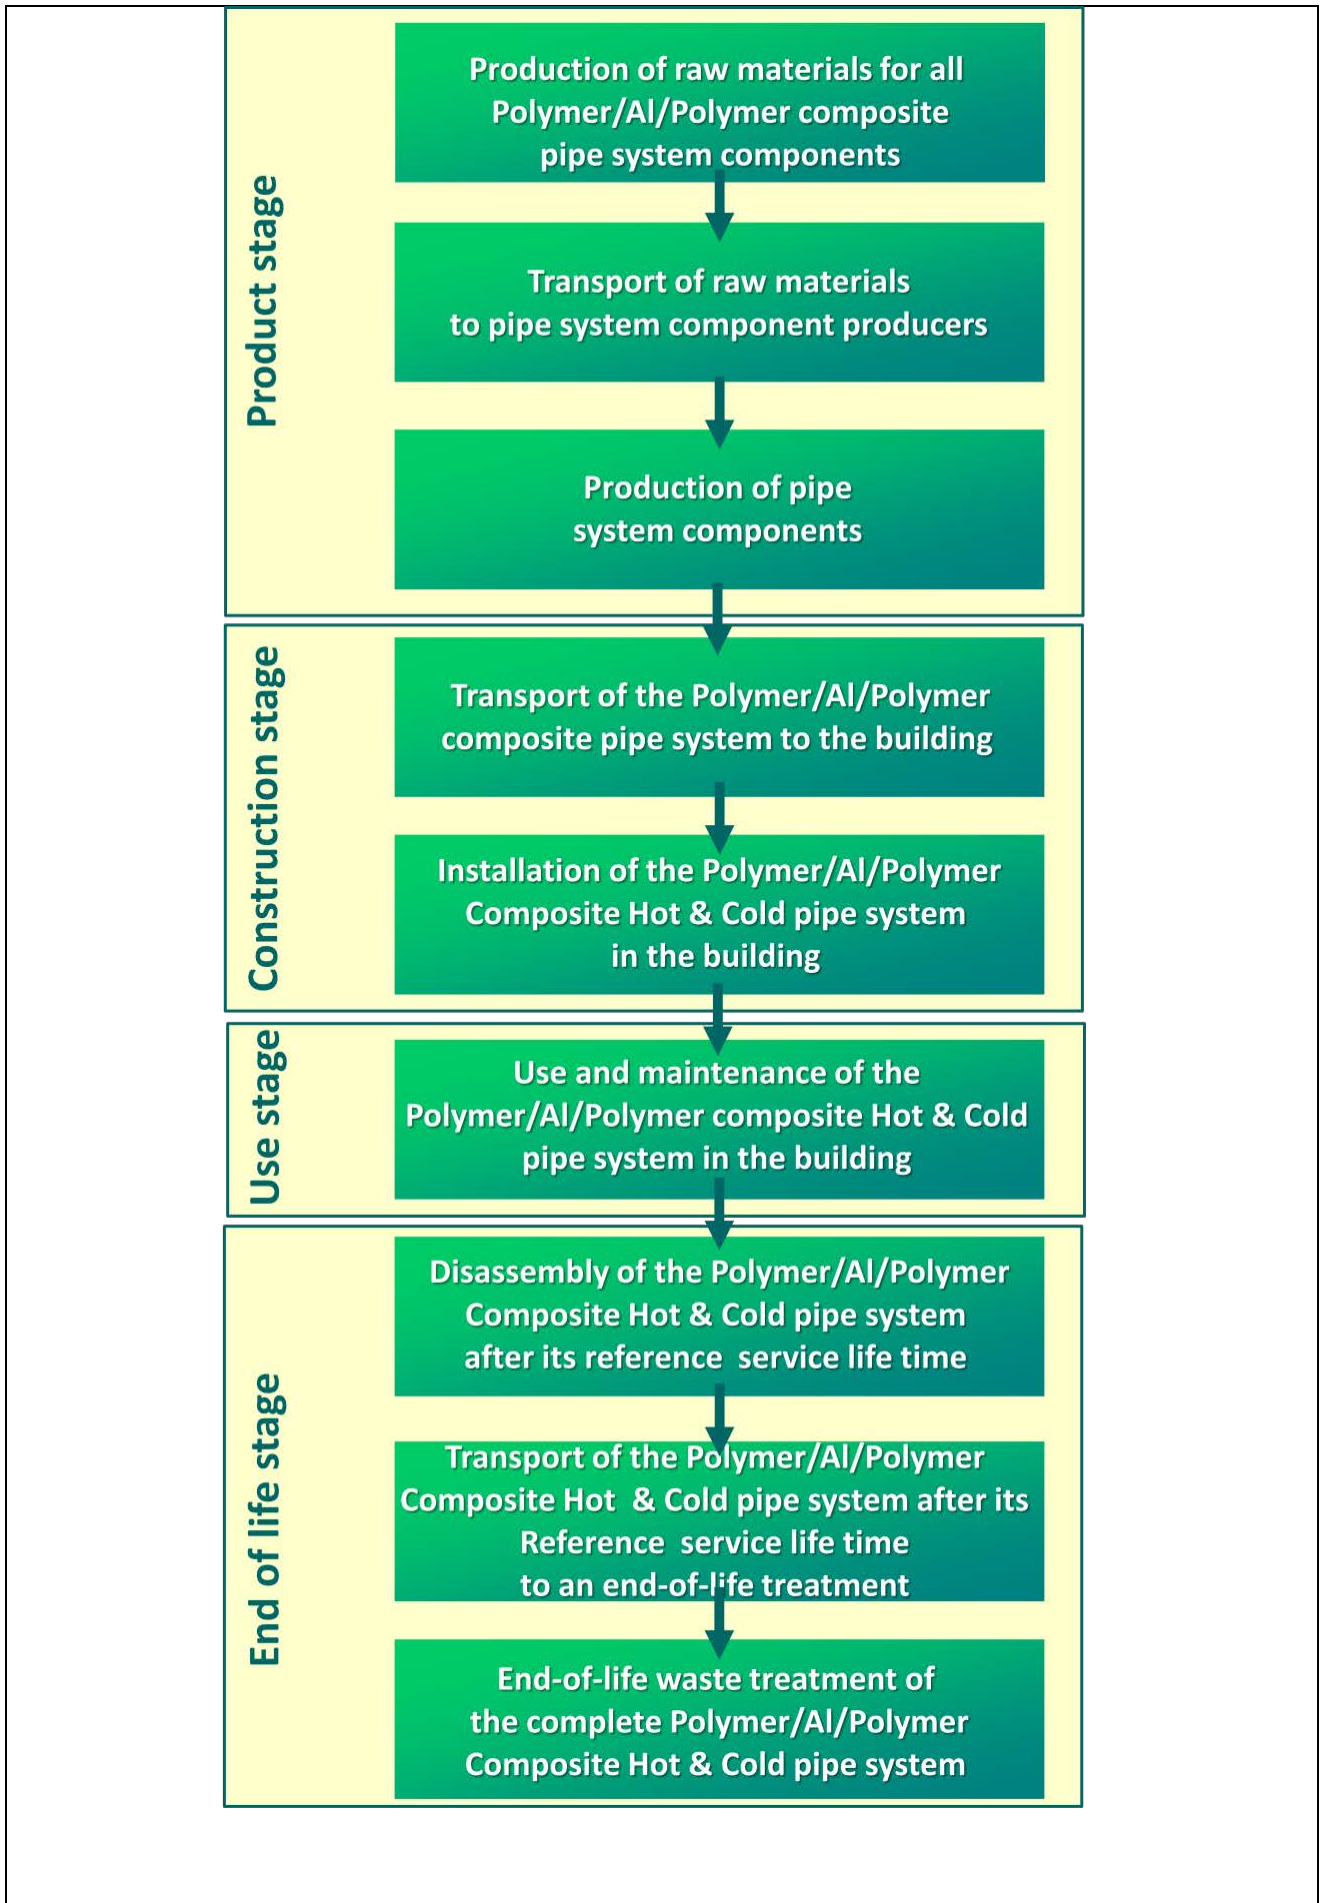 Product stage
Production of raw materials for all
Polymer/Al/Polymer composite
pipe system components
Transport of raw materials
to pipe system component producers
Production of pipe
system components
Construction stage
Transport of the Polymer/Al/Polymer
composite pipe system to the building
Installation of the Polymer/Al/Polymer
Composite Hot & Cold pipe system
in the building
Use stage
Use and maintenance of the
Polymer/Al/Polymer composite Hot & Cold
pipe system in the building
End of life stage
Disassembly of the Polymer/Al/Polymer
Composite Hot & Cold pipe system
after its reference service life time
Transport of the Polymer/Al/Polymer
Composite Hot & Cold pipe system after its
Reference service life time
to an end-of-life treatment
End-of-life waste treatment of
the complete Polymer/Al/Polymer
Composite Hot & Cold pipe system